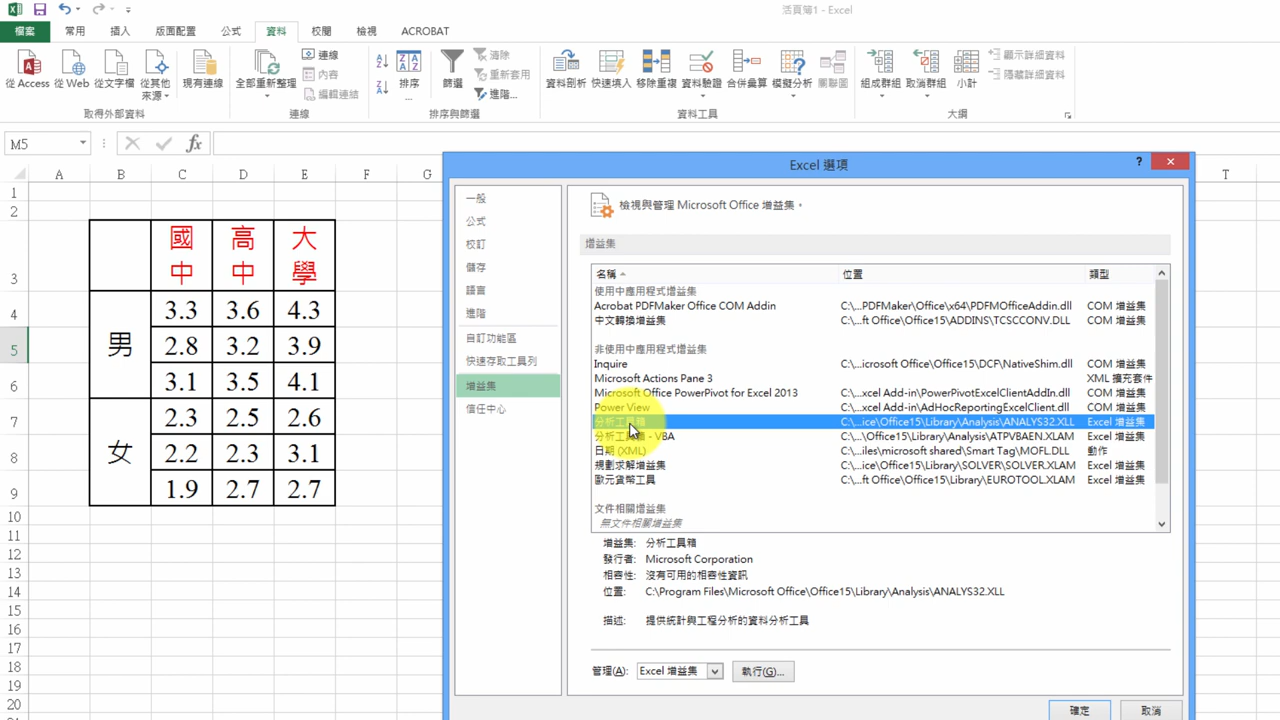 活頁簿1 - Excel
檔案 常用 插入 版面配置 公式 資料 校閱 檢視 ACROBAT
從 Access 從 Web 從文字檔 從其他來源 現有連線 全部重新整理 連線 內容 編輯連結 排序... 篩選 清除 重新套用 進階... 資料剖析 快速填入 移除重複 資料驗證 合併彙算 模擬分析 關聯圖 組成群組 取消群組 小計 顯示詳細資料 隱藏詳細資料
取得外部資料 連線 排序與篩選 資料工具 大綱
M5 fx
A B C D E F G T
1
2
3 國中 高中 大學
4 3.3 3.6 4.3
5 男 2.8 3.2 3.9
6 3.1 3.5 4.1
7 2.3 2.5 2.6
8 女 2.2 2.3 3.1
9 1.9 2.7 2.7
10
11
12
13
14
15
16
17
18
19
20
Excel 選項 ?
一般
公式
校訂
儲存
語言
進階
自訂功能區
快速存取工具列
增益集
信任中心
檢視與管理 Microsoft Office 增益集。
增益集
名稱 位置 類型
使用中應用程式增益集
Acrobat PDFMaker Office COM Addin C:\...PDFMaker\Office\x64\PDFMOfficeAddin.dll COM 增益集
中文轉換增益集 C:\...ft Office\Office15\ADDINS\TCSCCONV.DLL COM 增益集
非使用中應用程式增益集
Inquire C:\...icrosoft Office\Office15\DCF\NativeShim.dll COM 增益集
Microsoft Actions Pane 3 XML 擴充套件
Microsoft Office PowerPivot for Excel 2013 C:\...xcel Add-in\PowerPivotExcelClientAddIn.dll COM 增益集
Power View C:\...xcel Add-in\AdHocReportingExcelClient.dll COM 增益集
分析工具箱 C:\...ice\Office15\Library\Analysis\ANALYS32.XLL Excel 增益集
分析工具箱 - VBA C:\...\Office15\Library\Analysis\ATPVBAEN.XLAM Excel 增益集
日期 (XML) C:\...iles\microsoft shared\Smart Tag\MOFL.DLL 動作
規劃求解增益集 C:\...ice\Office15\Library\SOLVER\SOLVER.XLAM Excel 增益集
歐元貨幣工具 C:\...ft Office\Office15\Library\EUROTOOL.XLAM Excel 增益集
文件相關增益集
無文件相關增益集
增益集: 分析工具箱
發行者: Microsoft Corporation
相容性: 沒有可用的相容性資訊
位置: C:\Program Files\Microsoft Office\Office15\Library\Analysis\ANALYS32.XLL
描述: 提供統計與工程分析的資料分析工具
管理(A): Excel 增益集 執行(G)...
確定 取消